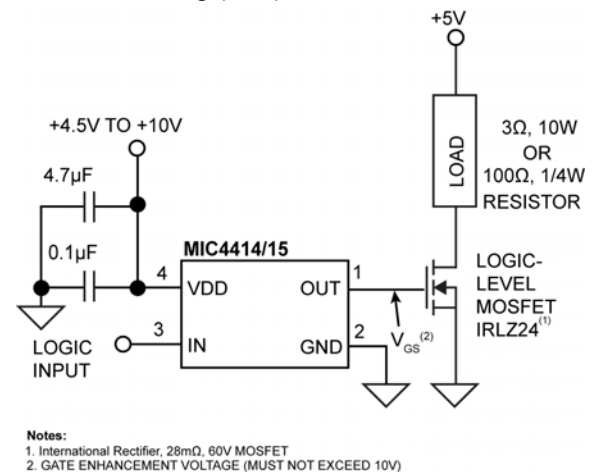 +5V
+4.5V TO +10V
4.7µF
0.1µF
LOAD
3Ω, 10W
OR
100Ω, 1/4W
RESISTOR
MIC4414/15
4
VDD
OUT
1
3
IN
GND
2
LOGIC
INPUT
VGS(2)
LOGIC-
LEVEL
MOSFET
IRLZ24(1)
Notes:
1. International Rectifier, 28mΩ, 60V MOSFET
2. GATE ENHANCEMENT VOLTAGE (MUST NOT EXCEED 10V)